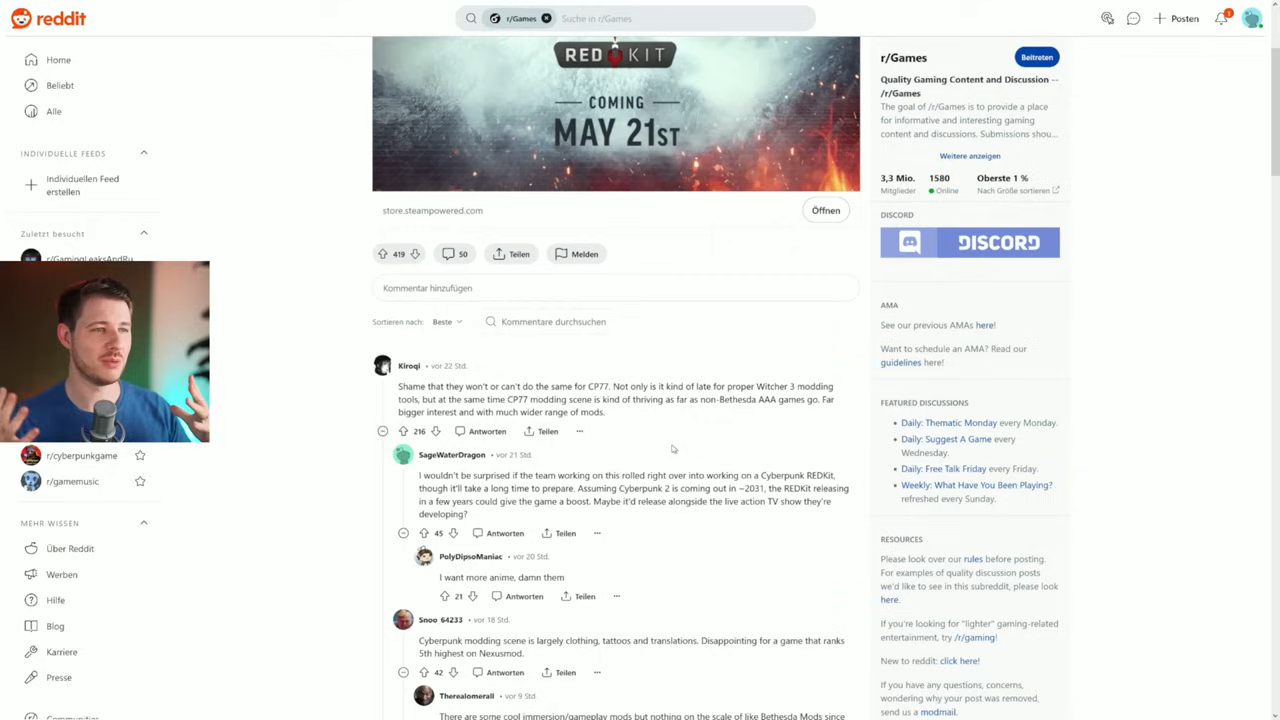 reddit
r/Games
Suche in r/Games
Posten
1
Home
Beliebt
Alle
INDIVIDUELLE FEEDS
Individuellen Feed
erstellen
Zuletzt besucht
r/GamingLeaksAndRu
r/cyberpunkgame
r/gamemusic
MEHR WISSEN
Über Reddit
Werben
Hilfe
Blog
Karriere
Presse
Communities
RED KIT
COMING
MAY 21ST
store.steampowered.com
Öffnen
419
50
Teilen
Melden
Kommentar hinzufügen
Sortieren nach: Beste
Kommentare durchsuchen
Kiroqi • vor 22 Std.
Shame that they won't or can't do the same for CP77. Not only is it kind of late for proper Witcher 3 modding
tools, but at the same time CP77 modding scene is kind of thriving as far as non-Bethesda AAA games go. Far
bigger interest and with much wider range of mods.
216 Antworten Teilen ...
SageWaterDragon • vor 21 Std.
I wouldn't be surprised if the team working on this rolled right over into working on a Cyberpunk REDKit,
though it'll take a long time to prepare. Assuming Cyberpunk 2 is coming out in ~2031, the REDKit releasing
in a few years could give the game a boost. Maybe it'd release alongside the live action TV show they're
developing?
45 Antworten Teilen ...
PolyDipsoManiac • vor 20 Std.
I want more anime, damn them
21 Antworten Teilen ...
Snoo 64233 • vor 18 Std.
Cyberpunk modding scene is largely clothing, tattoos and translations. Disappointing for a game that ranks
5th highest on Nexusmod.
42 Antworten Teilen ...
Therealomerali • vor 9 Std.
There are some cool immersion/gameplay mods but nothing on the scale of like Bethesda Mods since
r/Games
Beitreten
Quality Gaming Content and Discussion --
/r/Games
The goal of /r/Games is to provide a place
for informative and interesting gaming
content and discussions. Submissions shou...
Weitere anzeigen
3,3 Mio. 1580 Oberste 1 %
Mitglieder Online Nach Größe sortieren
DISCORD
DISCORD
AMA
See our previous AMAs here!
Want to schedule an AMA? Read our
guidelines here!
FEATURED DISCUSSIONS
• Daily: Thematic Monday every Monday.
• Daily: Suggest A Game every
Wednesday.
• Daily: Free Talk Friday every Friday.
• Weekly: What Have You Been Playing?
refreshed every Sunday.
RESOURCES
Please look over our rules before posting.
For examples of quality discussion posts
we'd like to see in this subreddit, please look
here.
If you're looking for "lighter" gaming-related
entertainment, try /r/gaming!
New to reddit: click here!
If you have any questions, concerns,
wondering why your post was removed,
send us a modmail.